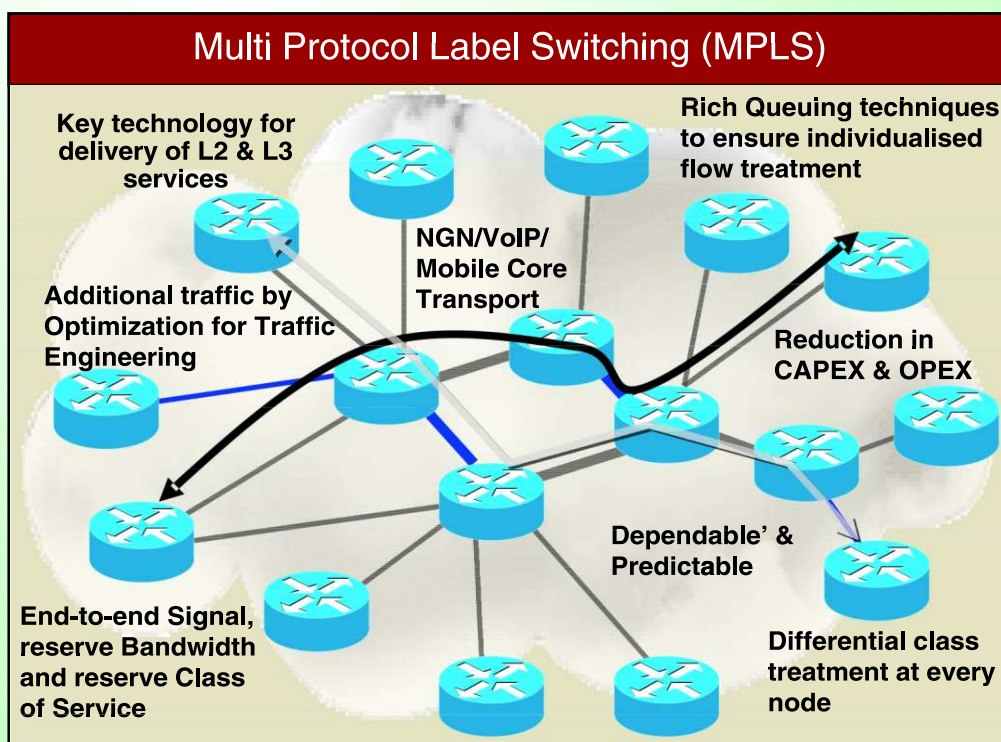 Multi Protocol Label Switching (MPLS)
Key technology for
delivery of L2 & L3
services
Rich Queuing techniques
to ensure individualised
flow treatment
NGN/VoIP/
Mobile Core
Transport
Additional traffic by
Optimization for Traffic
Engineering
Reduction in
CAPEX & OPEX
Dependable’ &
Predictable
End-to-end Signal,
reserve Bandwidth
and reserve Class
of Service
Differential class
treatment at every
node